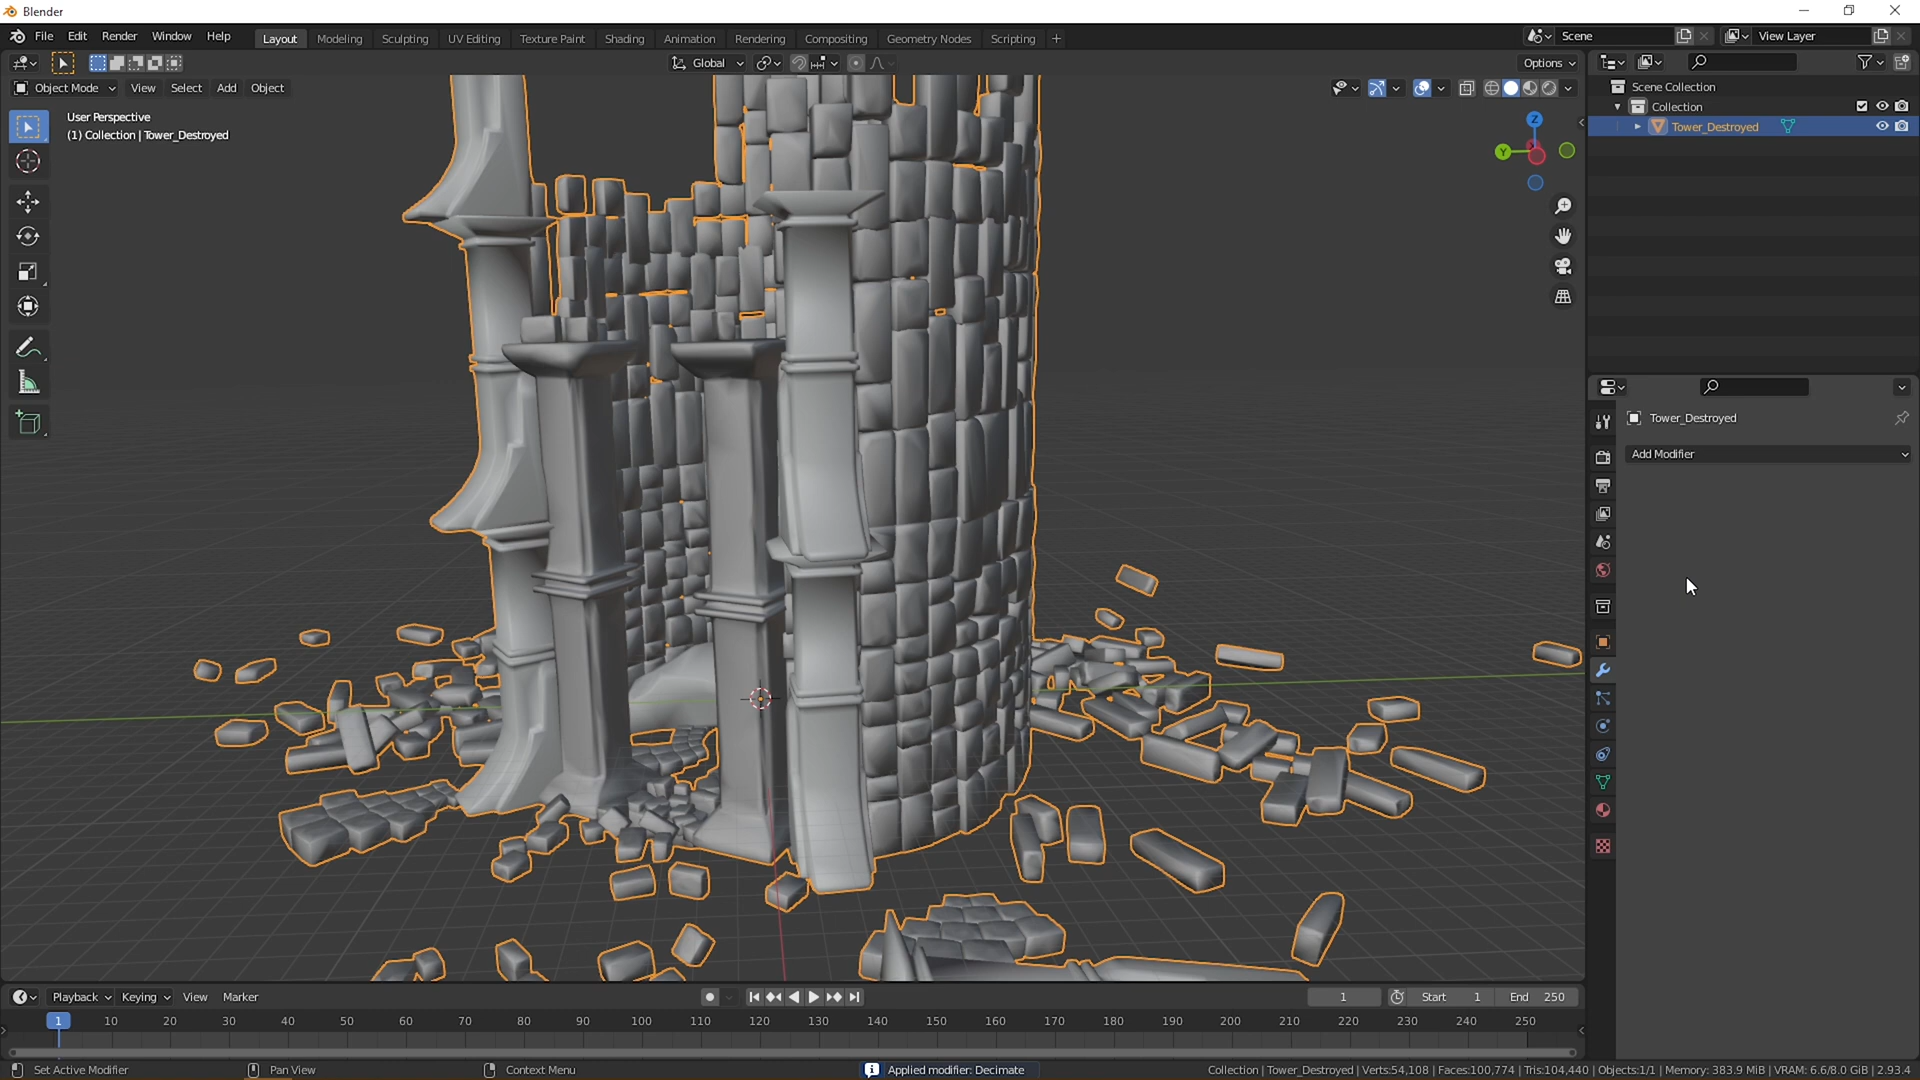 Blender
File Edit Render Window Help Layout Modeling Sculpting UV Editing Texture Paint Shading Animation Rendering Compositing Geometry Nodes Scripting + Scene View Layer
Global Options
Object Mode View Select Add Object
User Perspective
(1) Collection | Tower_Destroyed
Z
Y
Scene Collection
Collection
Tower_Destroyed
Tower_Destroyed
Add Modifier
Playback Keying View Marker 1 Start 1 End 250
1 10 20 30 40 50 60 70 80 90 100 110 120 130 140 150 160 170 180 190 200 210 220 230 240 250
Set Active Modifier Pan View Context Menu Applied modifier: Decimate Collection | Tower_Destroyed | Verts:54,108 | Faces:100,774 | Tris:104,440 | Objects:1/1 | Memory: 383.9 MiB | VRAM: 6.6/8.0 GiB | 2.93.4